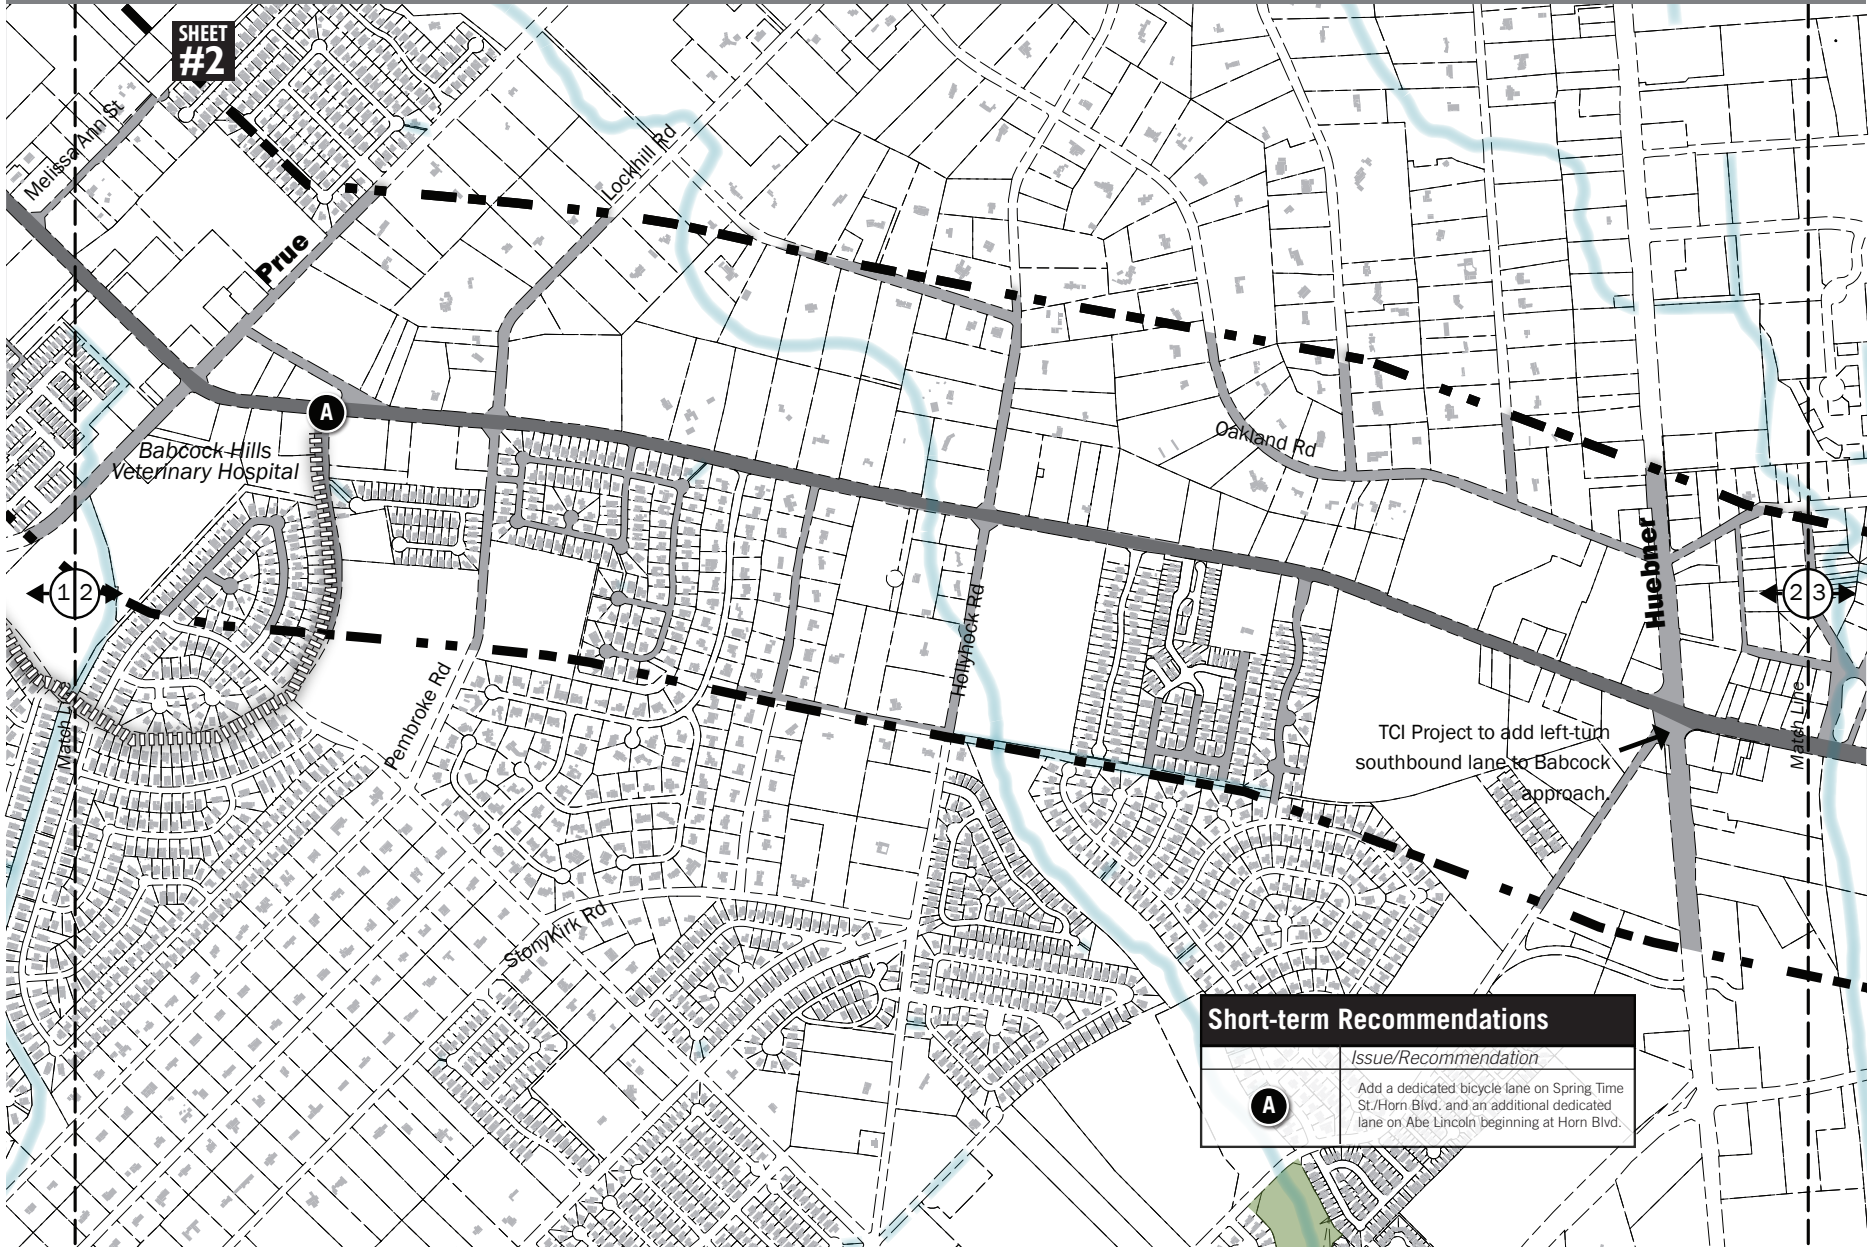 SHEET
#2
Melissa Ann St
Prue
Lockhill Rd
A
Babcock Hills
Veterinary Hospital
Oakland Rd
Huebner
1 2
2 3
Hollyhock Rd
Pembroke Rd
Match Line
TCI Project to add left-turn
southbound lane to Babcock
approach.
Stonykirk Rd
Short-term Recommendations
Issue/Recommendation
A
Add a dedicated bicycle lane on Spring Time
St./Horn Blvd. and an additional dedicated
lane on Abe Lincoln beginning at Horn Blvd.